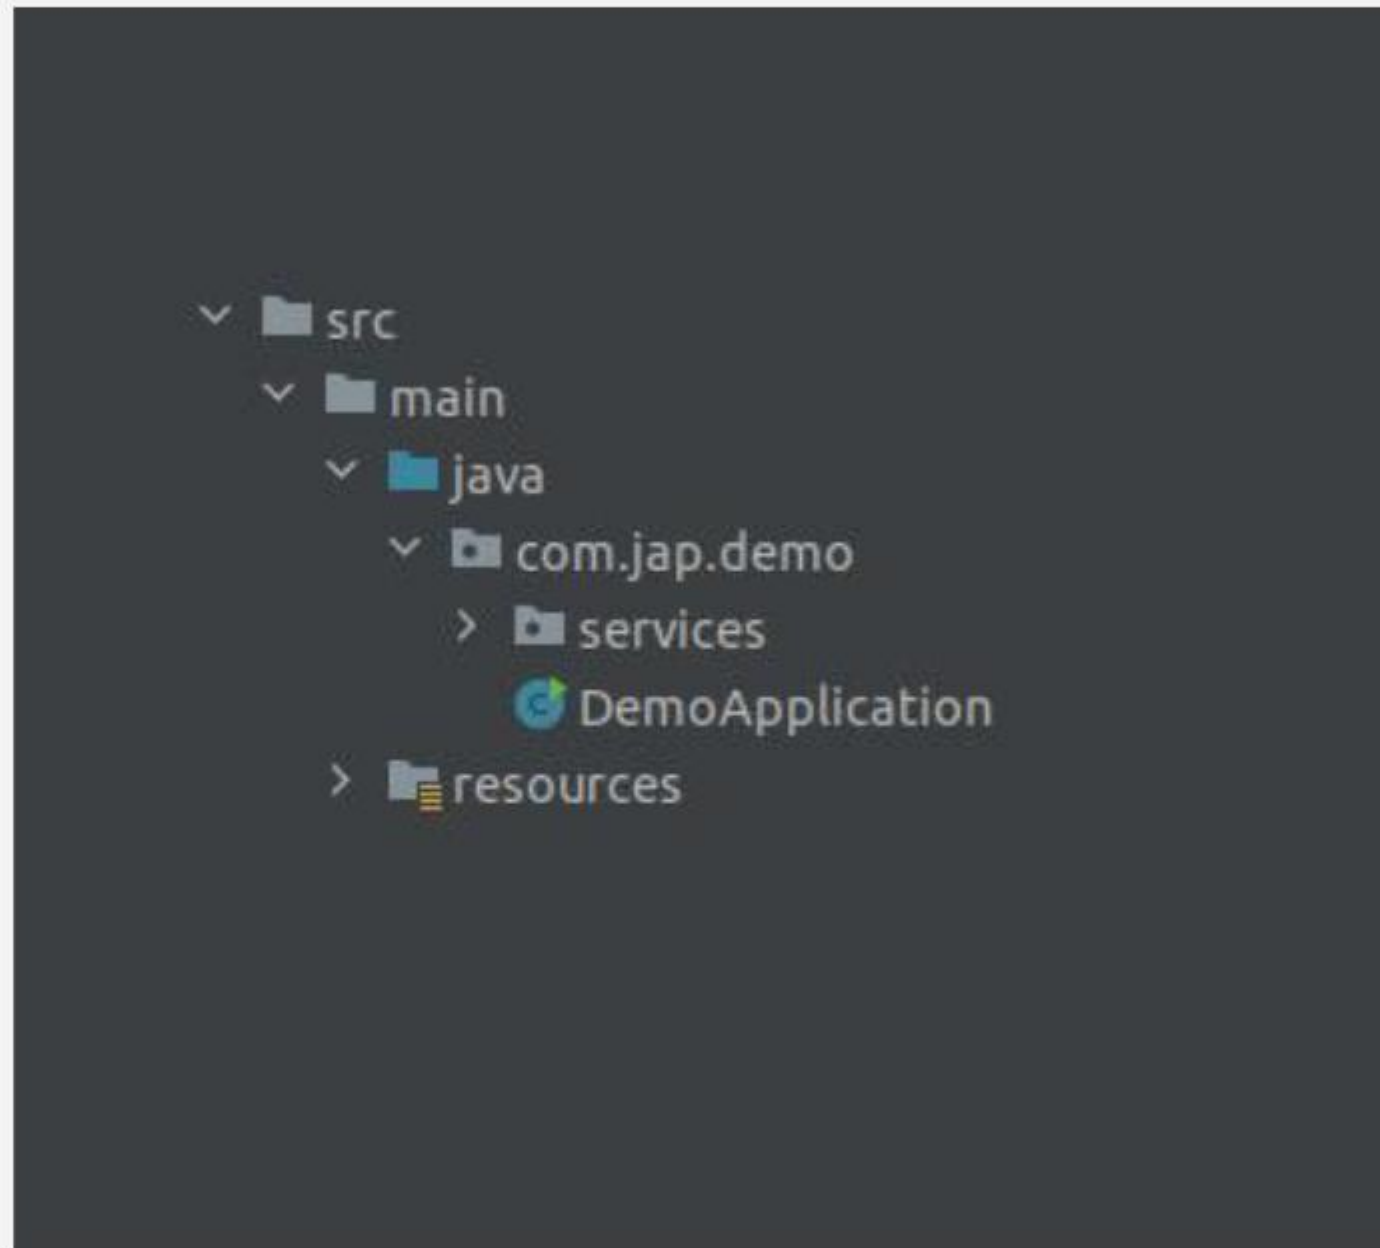 src
main
java
com.jap.demo
services
DemoApplication
resources